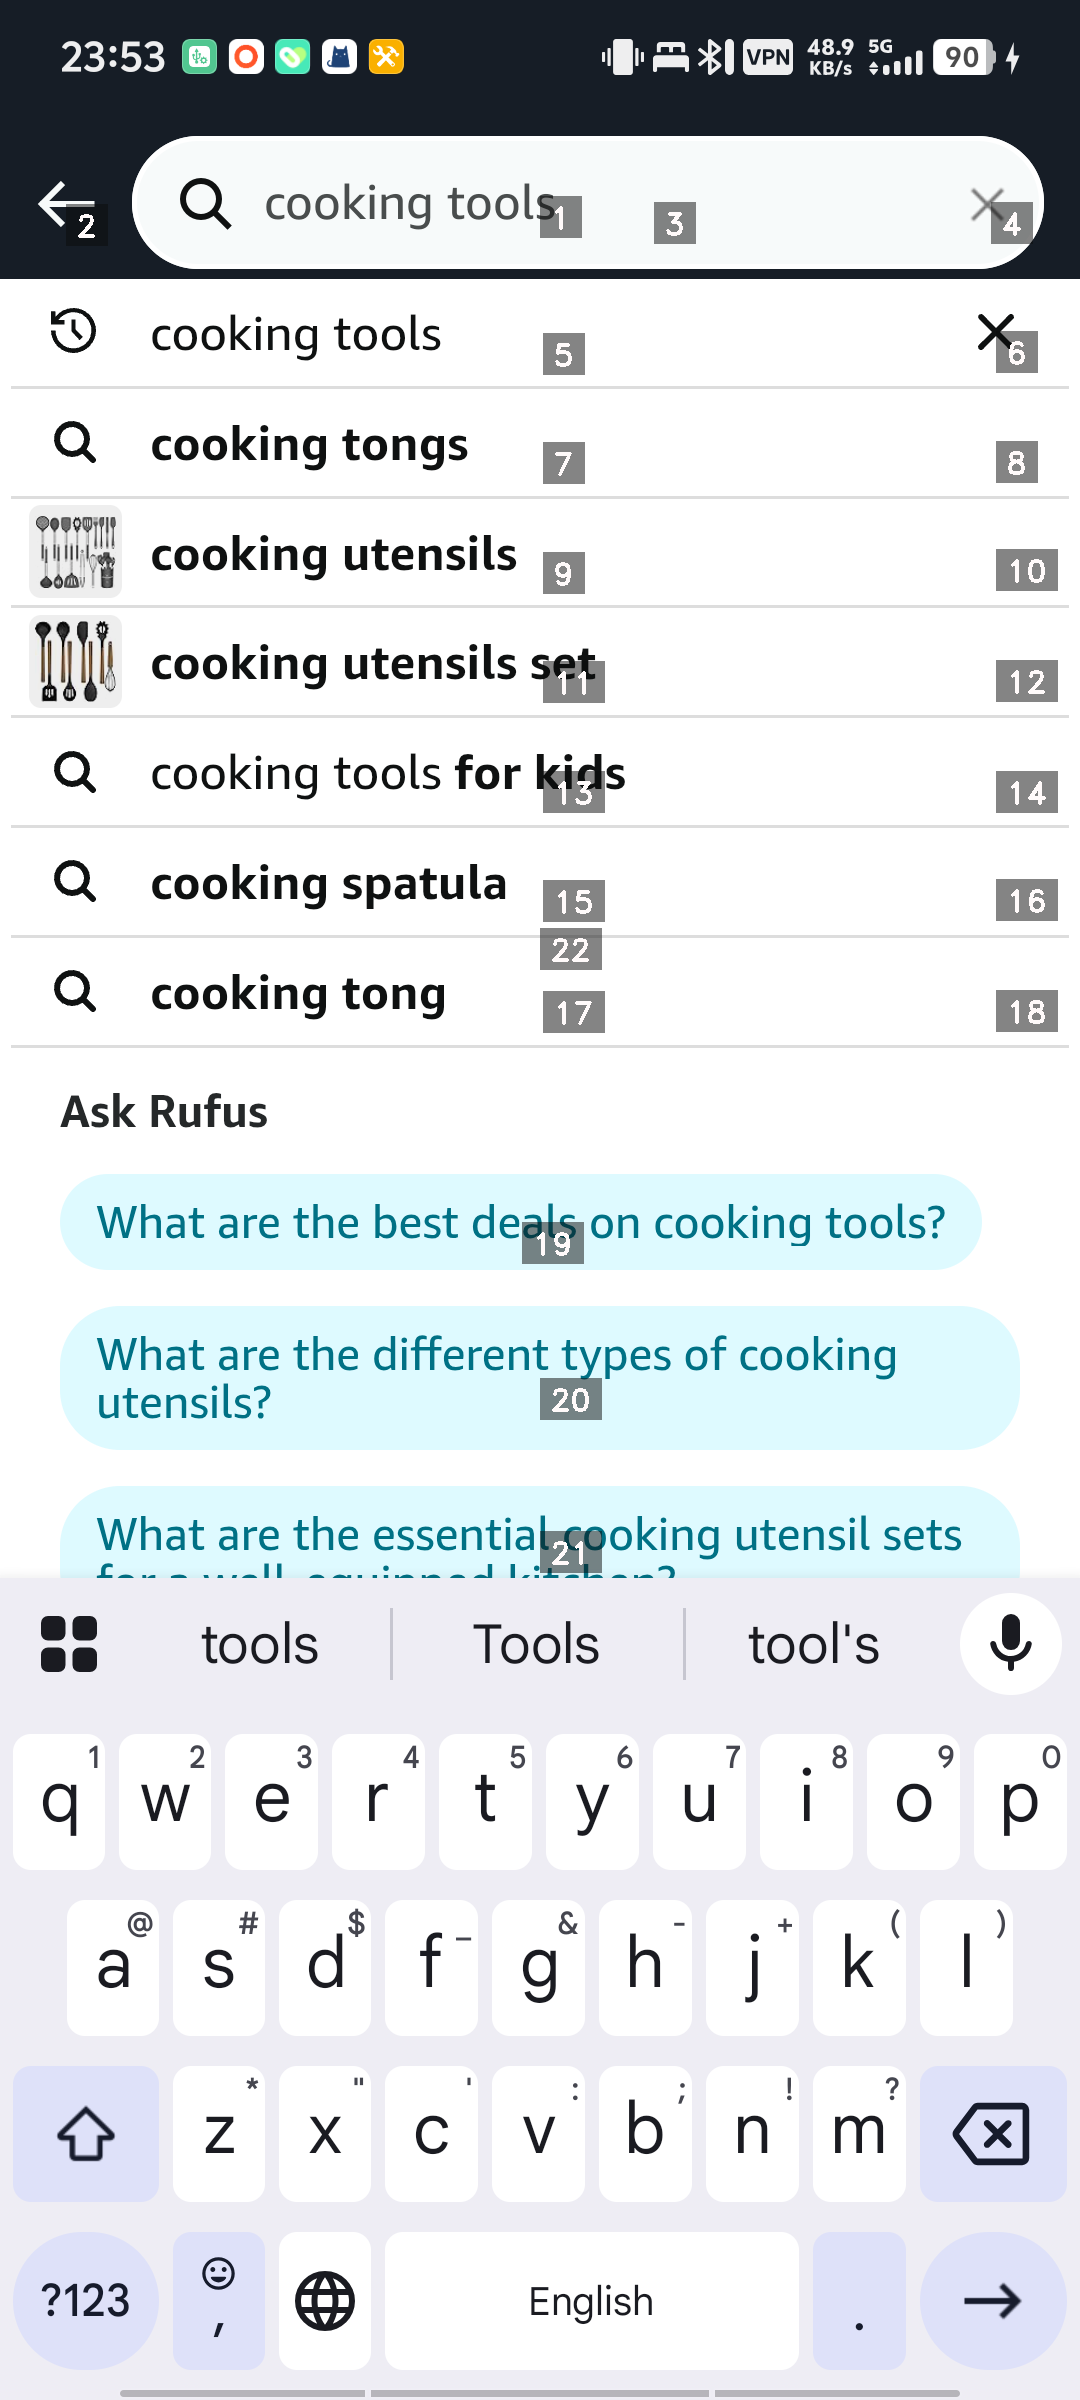 23:53 VPN 48.9 KB/s 5G 90
2 cooking tools 1 3 4
cooking tools 5 6
cooking tongs 7 8
cooking utensils 9 10
cooking utensils set 11 12
cooking tools for kids 13 14
cooking spatula 15 16
22
cooking tong 17 18
Ask Rufus
What are the best deals on cooking tools?
19
What are the different types of cooking
utensils?
20
What are the essential cooking utensil sets
21
for a well-equipped kitchen?
tools Tools tool's
1 2 3 4 5 6 7 8 9 0
q w e r t y u i o p
@ # $ _ & - + ( )
a s d f g h j k l
* " ' : ; ! ?
z x c v b n m
?123 , English .